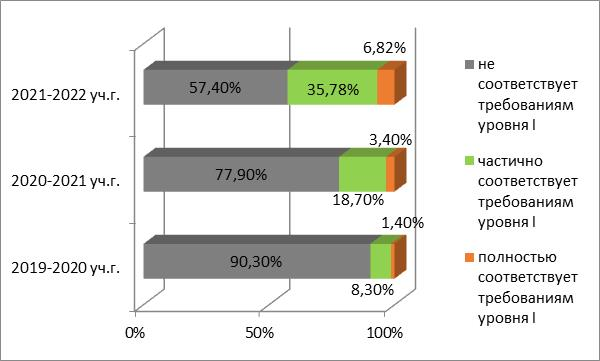 6,82%
2021-2022 уч.г.
57,40%
35,78%
3,40%
2020-2021 уч.г.
77,90%
18,70%
1,40%
2019-2020 уч.г.
90,30%
8,30%
0%
50%
100%
не
соответствует
требованиям
уровня I
частично
соответствует
требованиям
уровня I
полностью
соответствует
требованиям
уровня I